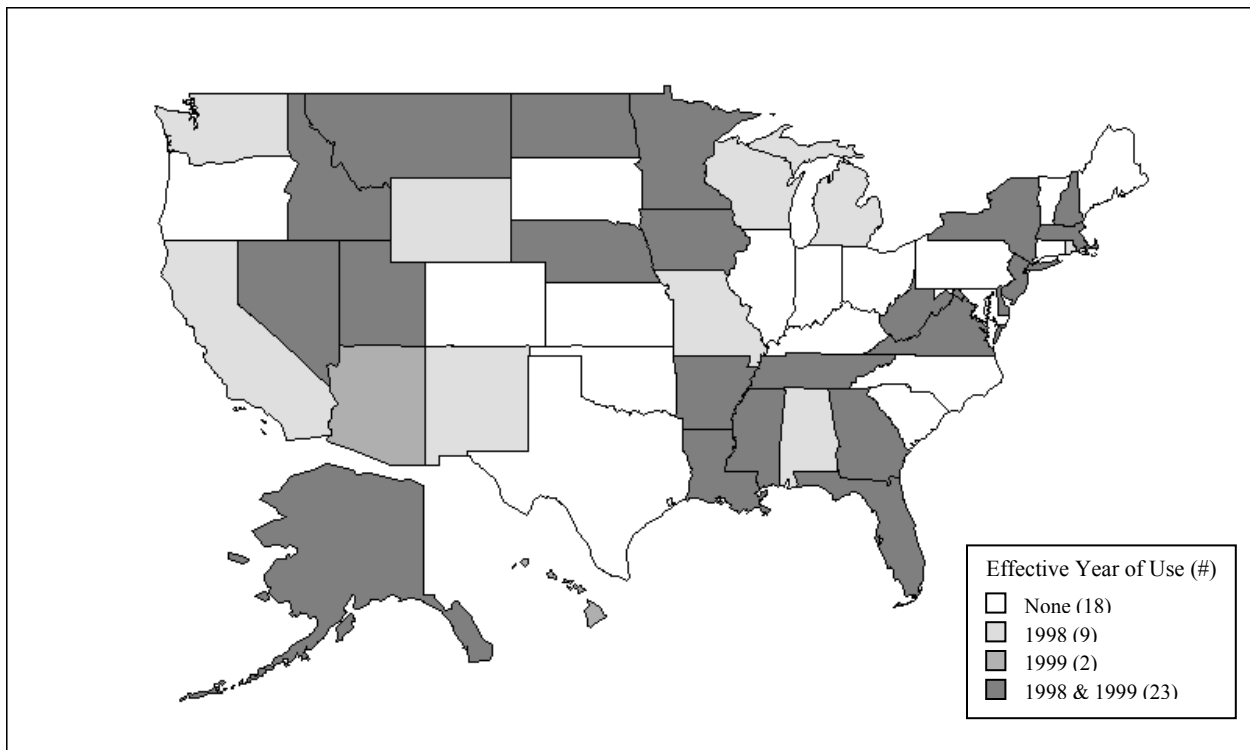 Effective Year of Use (#)
None (18)
1998 (9)
1999 (2)
1998 & 1999 (23)